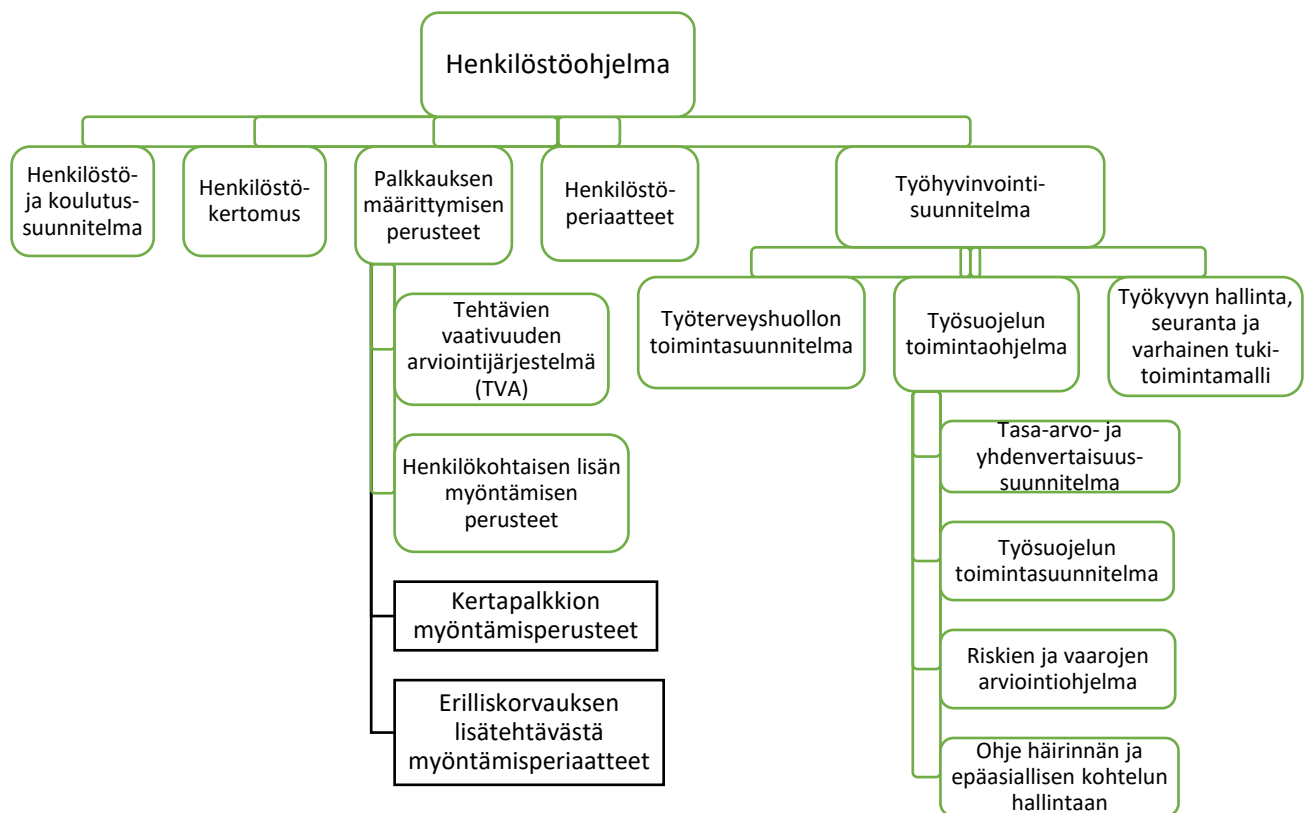 Henkilöstöohjelma
Henkilöstö-
ja koulutus-
suunnitelma
Henkilöstö-
kertomus
Palkkauksen
määrittymisen
perusteet
Henkilöstö-
periaatteet
Työhyvinvointi-
suunnitelma
Tehtävien
vaativuuden
arviointijärjestelmä
(TVA)
Henkilökohtaisen lisän
myöntämisen
perusteet
Kertapalkkion
myöntämisperusteet
Erilliskorvauksen
lisätehtävästä
myöntämisperiaatteet
Työterveyshuollon
toimintasuunnitelma
Työsuojelun
toimintaohjelma
Työkyvyn hallinta,
seuranta ja
varhainen tuki-
toimintamalli
Tasa-arvo- ja
yhdenvertaisuus-
suunnitelma
Työsuojelun
toimintasuunnitelma
Riskien ja vaarojen
arviointiohjelma
Ohje häirinnän ja
epäasiallisen kohtelun
hallintaan